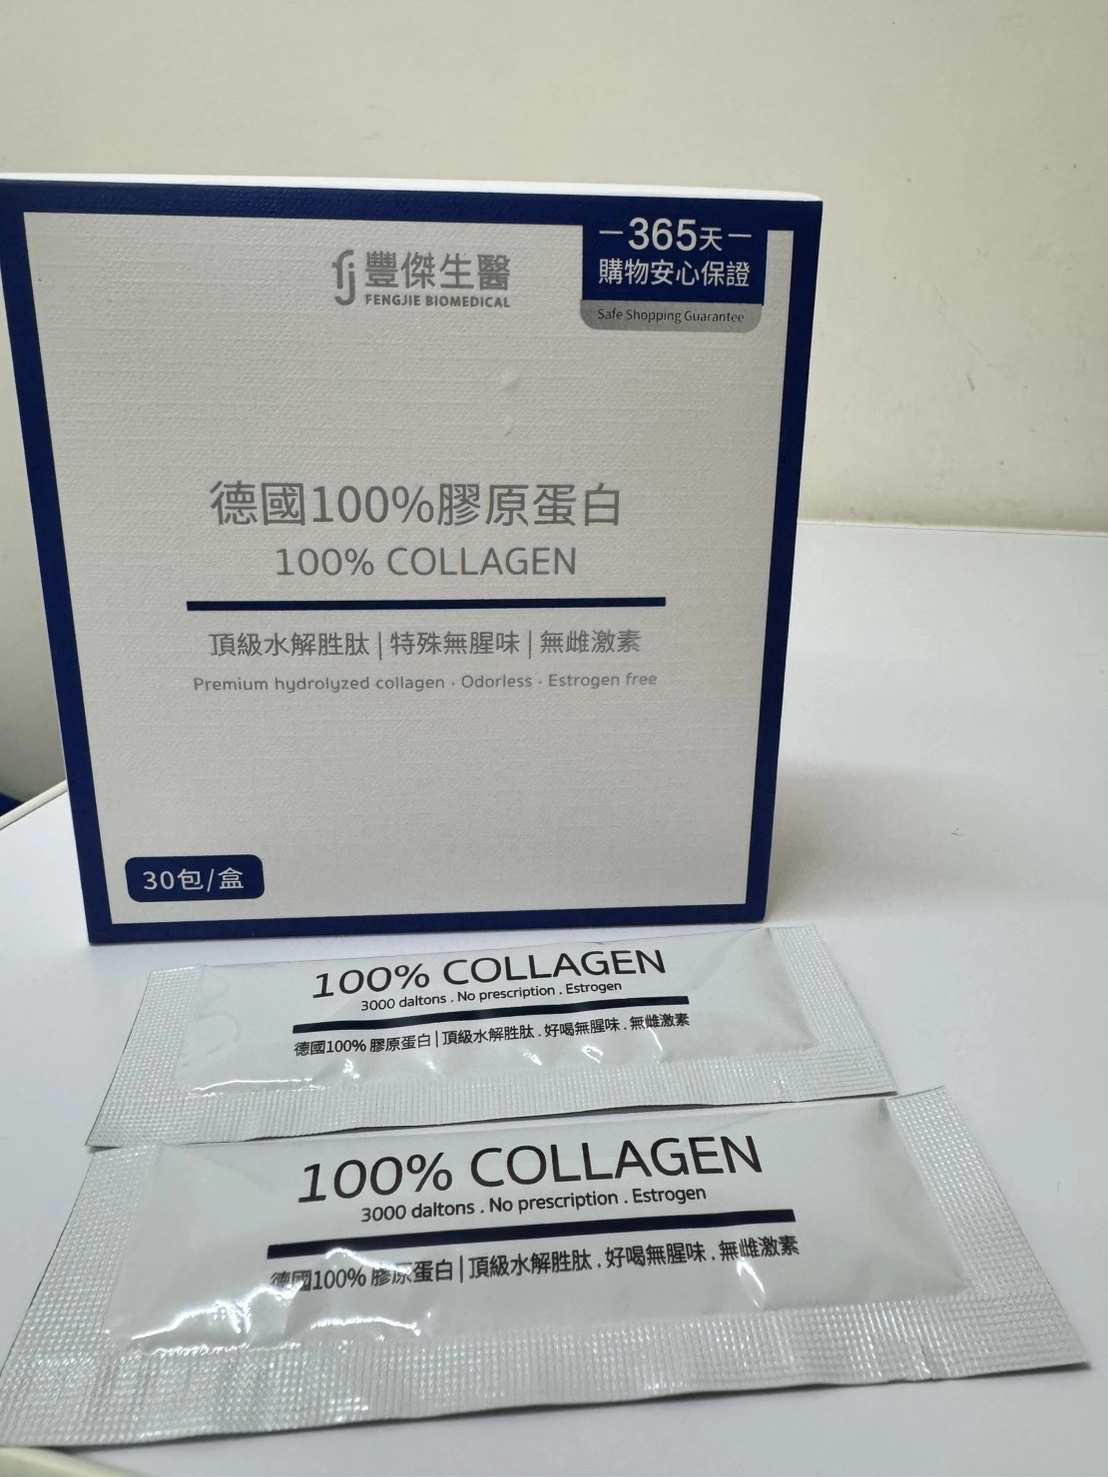 豐傑生醫
FENGJIE BIOMEDICAL
365天
購物安心保證
Safe Shopping Guarantee
德國100%膠原蛋白
100% COLLAGEN
頂級水解胜肽|特殊無腥味|無雌激素
Premium hydrolyzed collagen · Odorless · Estrogen free
30包/盒
100% COLLAGEN
3000 daltons . No prescription . Estrogen
德國100% 膠原蛋白|頂級水解胜肽 . 好喝無腥味 . 無雌激素
100% COLLAGEN
3000 daltons . No prescription . Estrogen
德國100% 膠原蛋白|頂級水解胜肽 . 好喝無腥味 . 無雌激素